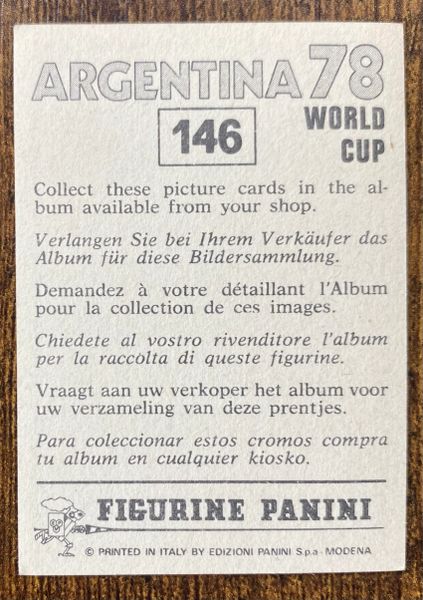 ARGENTINA 78
146
WORLD
CUP
Collect these picture cards in the al-
bum available from your shop.
Verlangen Sie bei Ihrem Verkäufer das
Album für diese Bildersammlung.
Demandez à votre détaillant l'Album
pour la collection de ces images.
Chiedete al vostro rivenditore l'album
per la raccolta di queste figurine.
Vraagt aan uw verkoper het album voor
uw verzameling van deze prentjes.
Para coleccionar estos cromos compra
tu album en cualquier kiosko.
FIGURINE PANINI
© PRINTED IN ITALY BY EDIZIONI PANINI S.p.a - MODENA